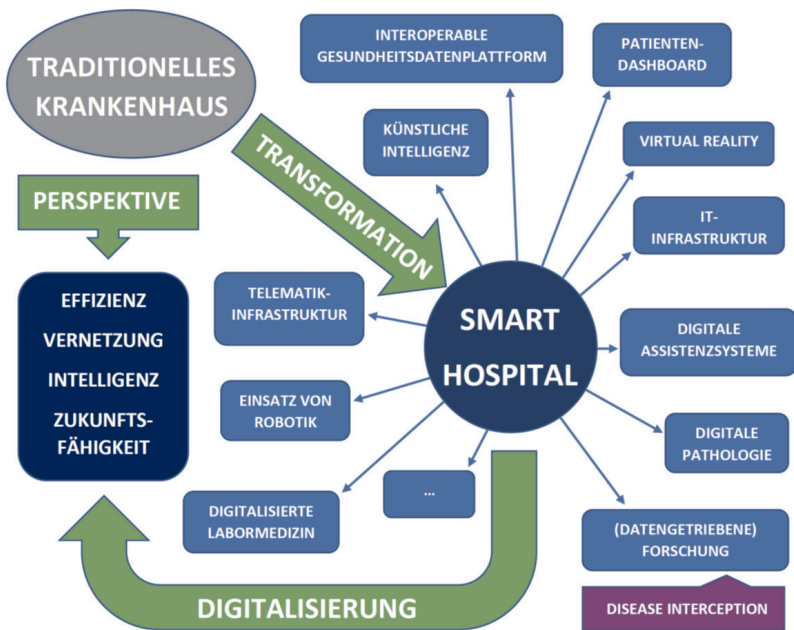 TRADITIONELLES
KRANKENHAUS
INTEROPERABLE
GESUNDHEITSDATENPLATTFORM
PATIENTEN-
DASHBOARD
KÜNSTLICHE
INTELLIGENZ
VIRTUAL REALITY
TRANSFORMATION
PERSPEKTIVE
IT-
INFRASTRUKTUR
EFFIZIENZ
VERNETZUNG
INTELLIGENZ
ZUKUNFTS-
FÄHIGKEIT
TELEMATIK-
INFRASTRUKTUR
SMART
HOSPITAL
DIGITALE
ASSISTENZSYSTEME
EINSATZ VON
ROBOTIK
DIGITALE
PATHOLOGIE
DIGITALISIERTE
LABORMEDIZIN
...
(DATENGETRIEBENE)
FORSCHUNG
DIGITALISIERUNG
DISEASE INTERCEPTION